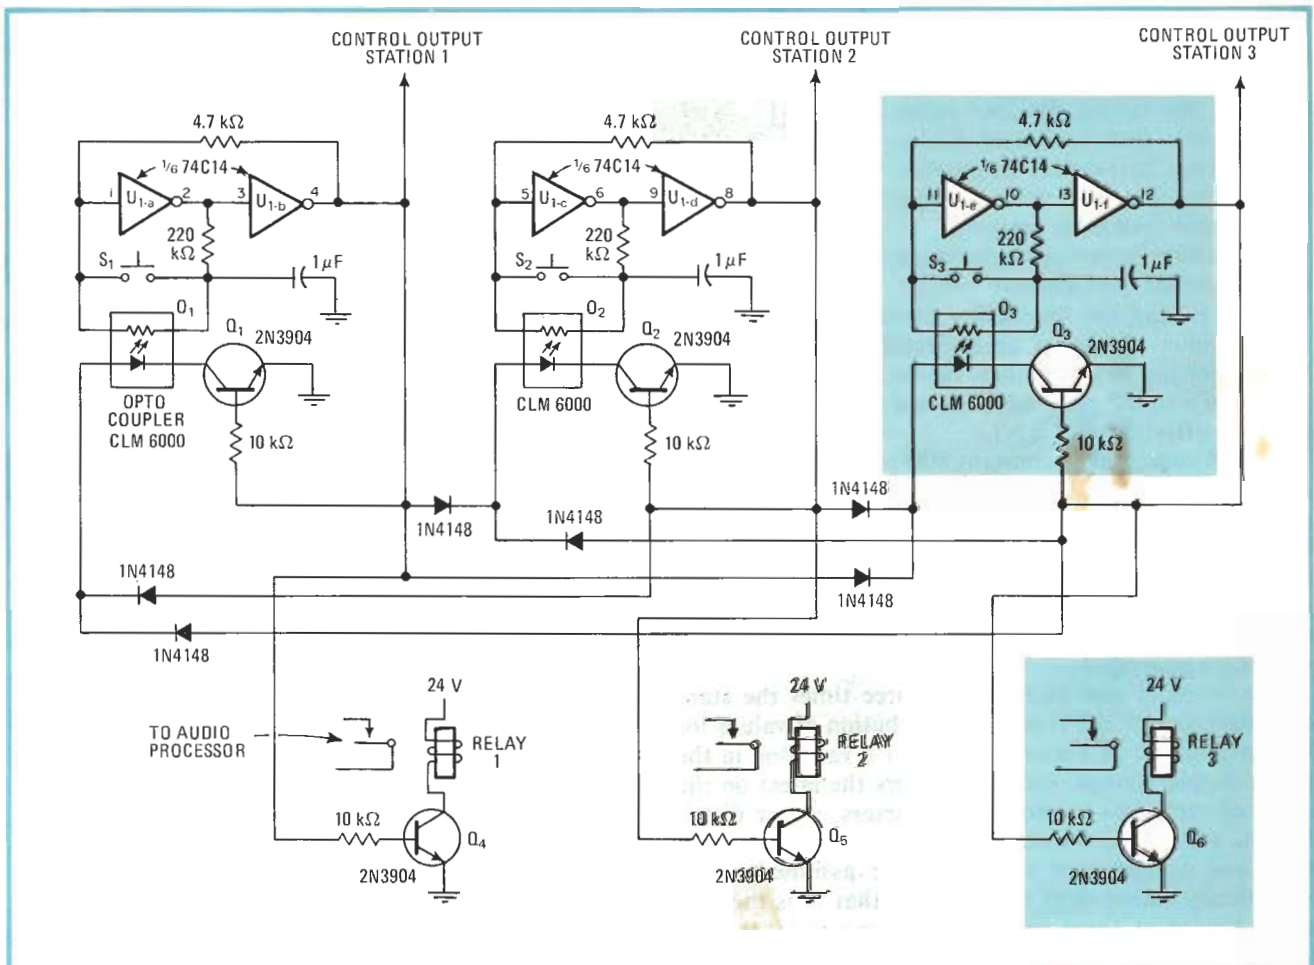 CONTROL OUTPUT
STATION 1
CONTROL OUTPUT
STATION 2
CONTROL OUTPUT
STATION 3
4.7 kΩ
4.7 kΩ
4.7 kΩ
1/6 74C14
1/6 74C14
1/6 74C14
1
U1-a
2
3
U1-b
4
5
U1-c
6
9
U1-d
8
11
U1-e
10
13
U1-f
12
220
kΩ
220
kΩ
220
kΩ
S1
1 μF
S2
1 μF
S3
1 μF
O1
Q1
2N3904
O2
Q2
2N3904
O3
Q3
2N3904
OPTO
COUPLER
CLM 6000
CLM 6000
CLM 6000
10 kΩ
10 kΩ
10 kΩ
1N4148
1N4148
1N4148
1N4148
1N4148
1N4148
TO AUDIO
PROCESSOR
24 V
RELAY
1
24 V
RELAY
2
24 V
RELAY
3
10 kΩ
Q4
2N3904
10 kΩ
Q5
2N3904
10 kΩ
Q6
2N3904